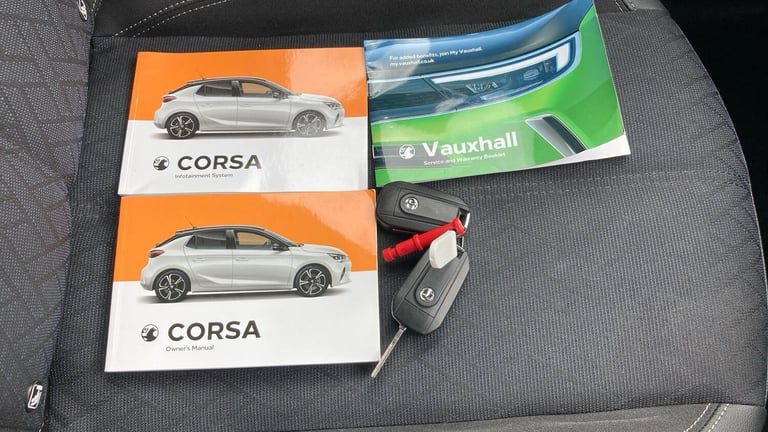 For added benefits, join My Vauxhall.
my.vauxhall.co.uk
Vauxhall
Service and Warranty Booklet
CORSA
Infotainment System
CORSA
Owner's Manual